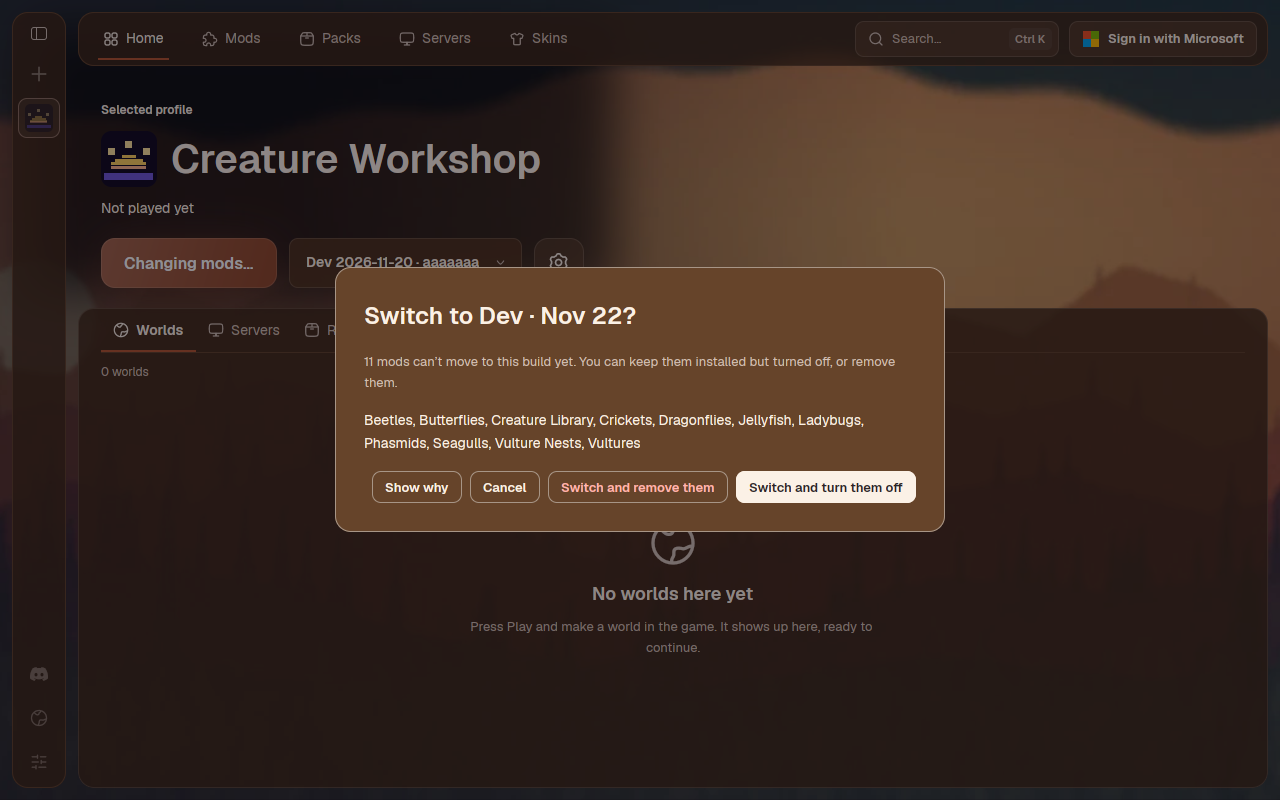 Home
Mods
Packs
Servers
Skins
Search...
Ctrl K
Sign in with Microsoft
Selected profile
Creature Workshop
Not played yet
Changing mods...
Dev 2026-11-20 · aaaaaaa
Switch to Dev · Nov 22?
11 mods can't move to this build yet. You can keep them installed but turned off, or remove
them.
Beetles, Butterflies, Creature Library, Crickets, Dragonflies, Jellyfish, Ladybugs,
Phasmids, Seagulls, Vulture Nests, Vultures
Show why
Cancel
Switch and remove them
Switch and turn them off
Worlds
Servers
0 worlds
No worlds here yet
Press Play and make a world in the game. It shows up here, ready to
continue.